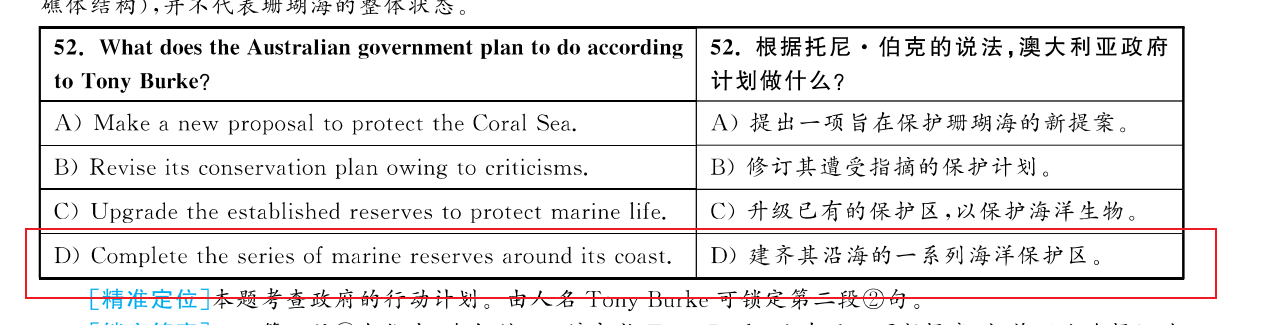 礁体结构),并不代表珊瑚海的整体状态。
52. What does the Australian government plan to do according
to Tony Burke?
52. 根据托尼·伯克的说法,澳大利亚政府
计划做什么?
A) Make a new proposal to protect the Coral Sea.
A) 提出一项旨在保护珊瑚海的新提案。
B) Revise its conservation plan owing to criticisms.
B) 修订其遭受指摘的保护计划。
C) Upgrade the established reserves to protect marine life.
C) 升级已有的保护区,以保护海洋生物。
D) Complete the series of marine reserves around its coast.
D) 建齐其沿海的一系列海洋保护区。
[精准定位]本题考查政府的行动计划。由人名 Tony Burke 可锁定第二段②句。